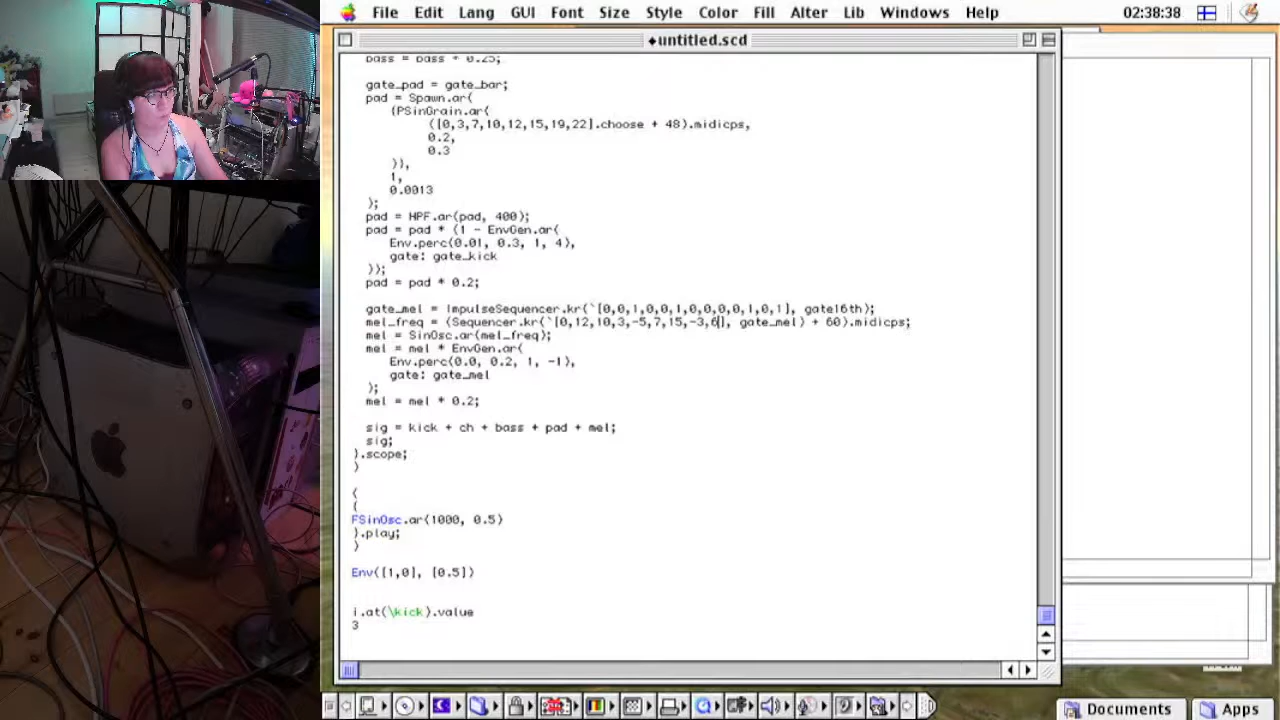 File Edit Lang GUI Font Size Style Color Fill Alter Lib Windows Help 02:38:38
♦untitled.scd
bass = bass * 0.25;
gate_pad = gate_bar;
pad = Spawn.ar(
(PSinGrain.ar(
([0,3,7,10,12,15,19,22].choose + 48).midicps,
0.2,
0.3
)),
1,
0.0013
);
pad = HPF.ar(pad, 400);
pad = pad * (1 - EnvGen.ar(
Env.perc(0.01, 0.3, 1, 4),
gate: gate_kick
));
pad = pad * 0.2;
gate_mel = ImpulseSequencer.kr(`[0,0,1,0,0,1,0,0,0,0,1,0,1], gate16th);
mel_freq = (Sequencer.kr(`[0,12,10,3,-5,7,15,-3,6], gate_mel) + 60).midicps;
mel = SinOsc.ar(mel_freq);
mel = mel * EnvGen.ar(
Env.perc(0.0, 0.2, 1, -1),
gate: gate_mel
);
mel = mel * 0.2;
sig = kick + ch + bass + pad + mel;
sig;
}.scope;
)
(
{
FSinOsc.ar(1000, 0.5)
}.play;
)
Env([1,0], [0.5])
i.at(\kick).value
3
Documents Apps